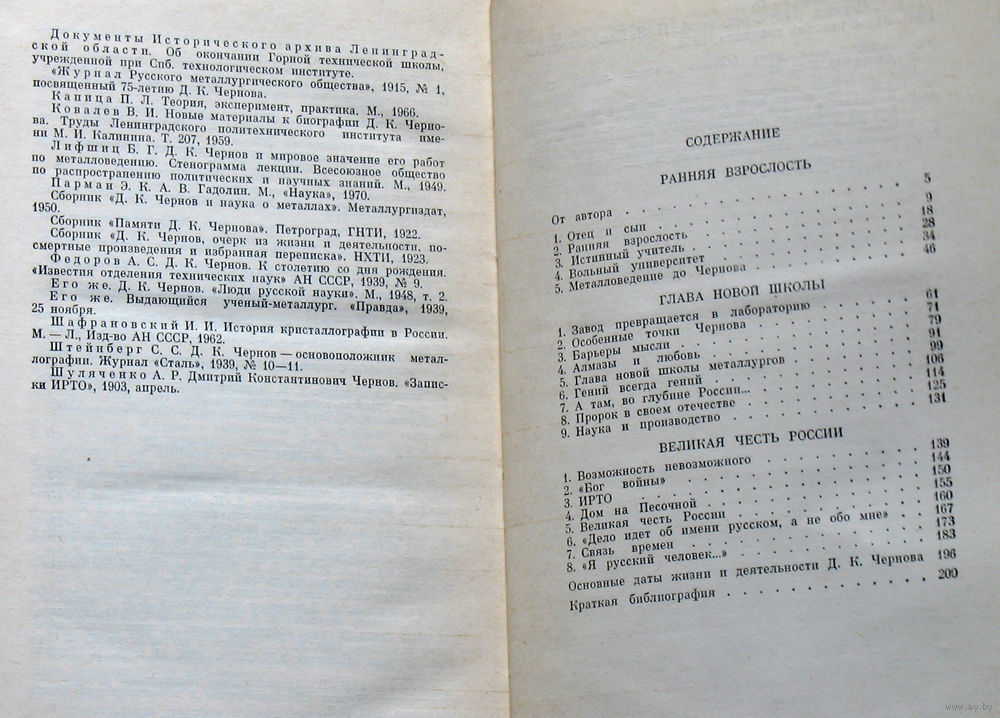 Документы Исторического архива Ленинград-
ской области. Об окончании Горной технической школы,
учрежденной при Спб. технологическом институте.
«Журнал Русского металлургического общества», 1915, № 1,
посвященный 75-летию Д. К. Чернова.
Капица П. Л. Теория, эксперимент, практика. М., 1966.
Ковалев В. И. Новые материалы к биографии Д. К. Черно-
ва. Труды Ленинградского политехнического института име-
ни М. И. Калинина. Т. 207, 1959.
Лифшиц Б. Г. Д. К. Чернов и мировое значение его работ
по металловедению. Стенограмма лекции. Всесоюзное общество
по распространению политических и научных знаний. М., 1949.
Парман Э. К. А. В. Гадолин. М., «Наука», 1970.
Сборник «Д. К. Чернов и наука о металлах». Металлургиздат,
1950.
Сборник «Памяти Д. К. Чернова». Петроград, ГНТИ, 1922.
Сборник «Д. К. Чернов, очерк из жизни и деятельности, по-
смертные произведения и избранная переписка». НХТИ, 1923.
Федоров А. С. Д. К. Чернов. К столетию со дня рождения.
«Известия отделения технических наук» АН СССР, 1939, № 9.
Его же. Д. К. Чернов. «Люди русской науки». М., 1948, т. 2.
Его же. Выдающийся ученый-металлург. «Правда», 1939,
25 ноября.
Шафрановский И. И. История кристаллографии в России.
М. — Л., Изд-во АН СССР, 1962.
Штейнберг С. С. Д. К. Чернов — основоположник метал-
лографии. Журнал «Сталь», 1939, № 10—11.
Шуляченко А. Р. Дмитрий Константинович Чернов. «Запис-
ки ИРТО», 1903, апрель.
СОДЕРЖАНИЕ
РАННЯЯ ВЗРОСЛОСТЬ
От автора . . . . . . . . . . . 5
1. Отец и сын . . . . . . . . . . 9
2. Ранняя взрослость . . . . . . . . 18
3. Истинный учитель . . . . . . . . 28
4. Вольный университет . . . . . . . 34
5. Металловедение до Чернова . . . . . . 46
ГЛАВА НОВОЙ ШКОЛЫ
1. Завод превращается в лабораторию . . . . 61
2. Особенные точки Чернова . . . . . . 71
3. Барьеры мысли . . . . . . . . . 79
4. Алмазы и любовь . . . . . . . . 91
5. Глава новой школы металлургов . . . . . 99
6. Гений всегда гений . . . . . . . . 106
7. А там, во глубине России... . . . . . . 114
8. Пророк в своем отечестве . . . . . . 125
9. Наука и производство . . . . . . . 131
ВЕЛИКАЯ ЧЕСТЬ РОССИИ
1. Возможность невозможного . . . . . . 139
2. «Бог войны» . . . . . . . . . . 144
3. ИРТО . . . . . . . . . . . . 150
4. Дом на Песочной . . . . . . . . 155
5. Великая честь России . . . . . . . 160
6. «Дело идет об имени русском, а не обо мне» . . 167
7. Связь времен . . . . . . . . . 173
8. «Я русский человек...» . . . . . . . 183
Основные даты жизни и деятельности Д. К. Чернова 196
Краткая библиография . . . . . . . . 200
www.ay.by